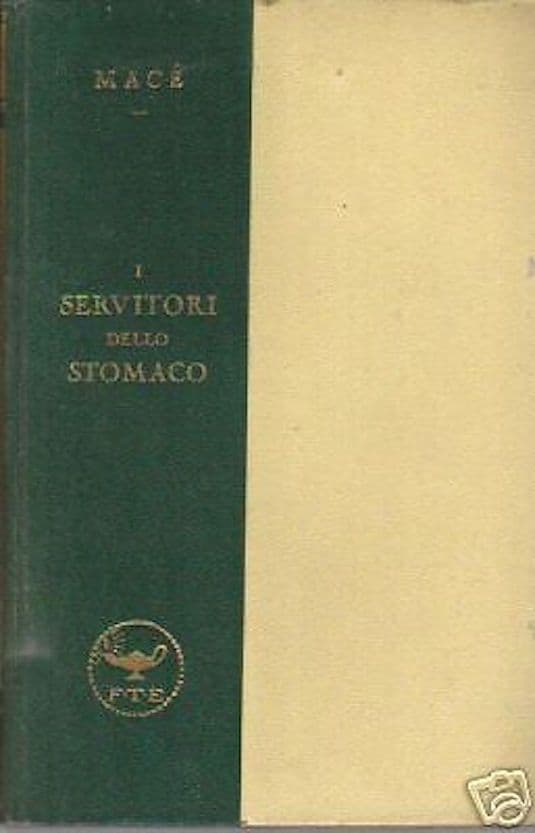 MACÉ
I
SERVITORI
DELLO
STOMACO
FTE